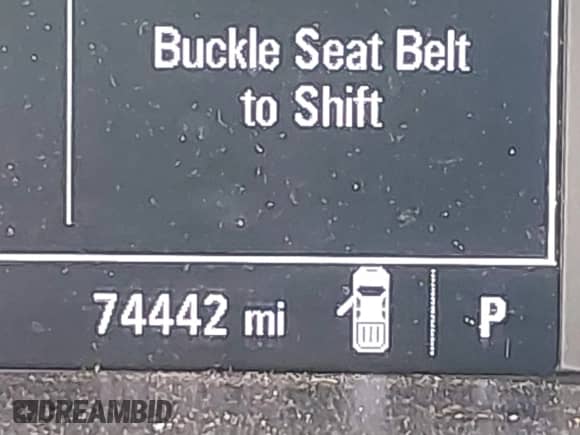 Buckle Seat Belt
to Shift
74442 mi P
DREAMBID